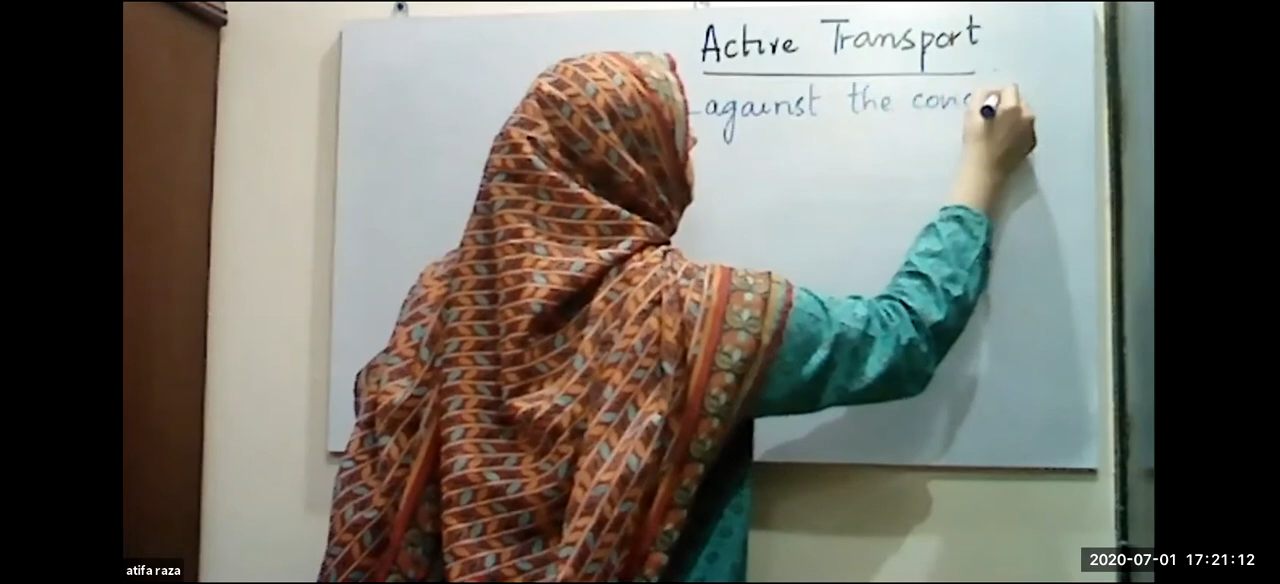 Active Transport
against the conc
atifa raza
2020-07-01 17:21:12